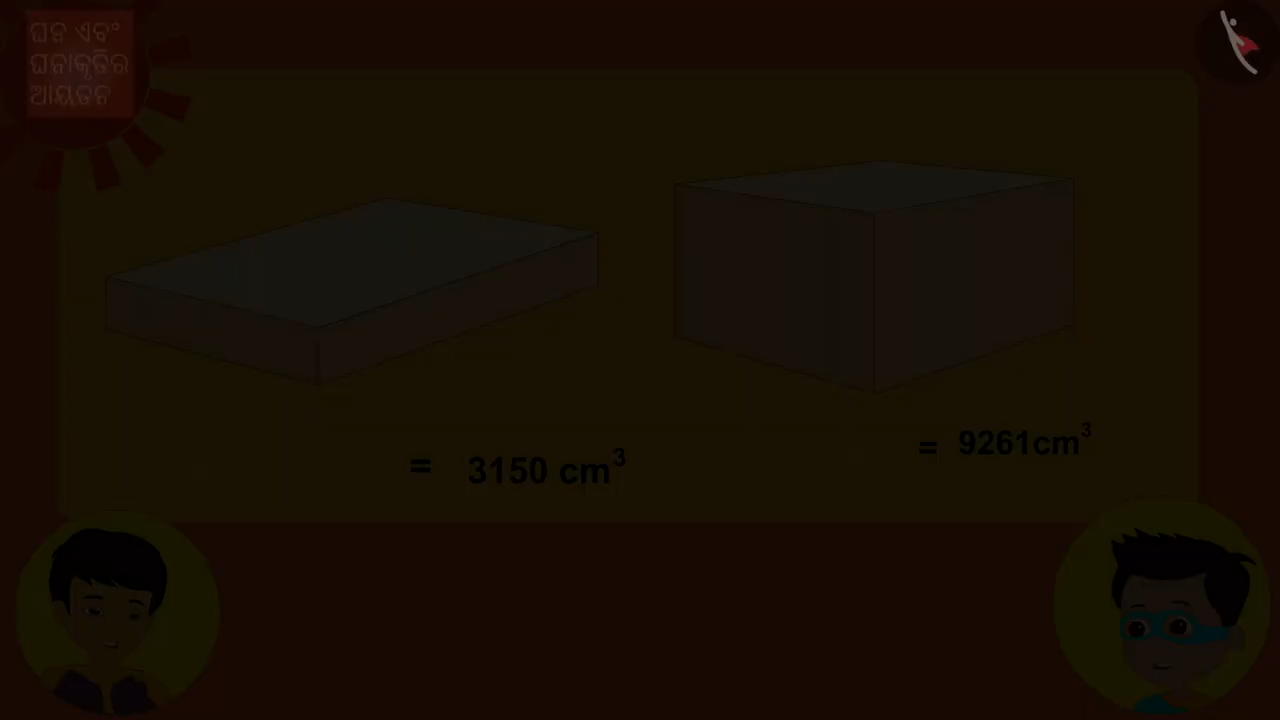 ଘନ ଏବଂ
ଘନାକୃତିର
ଆୟତନ
= 3150 cm³
= 9261cm³